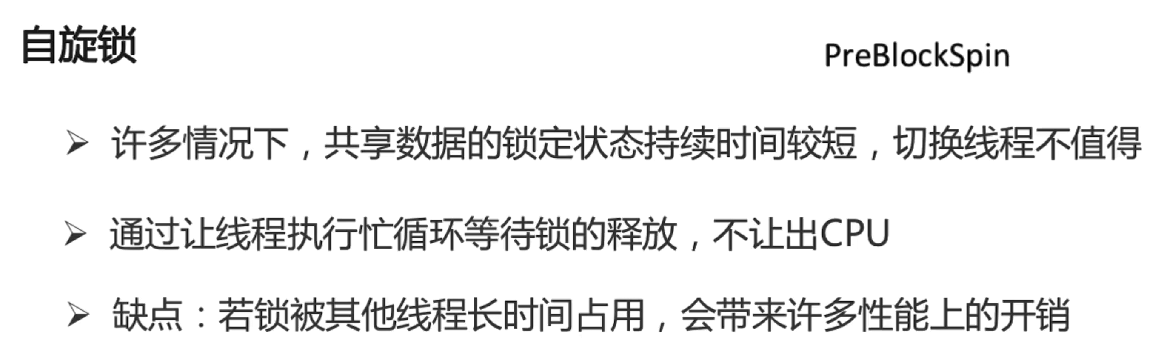 自旋锁
PreBlockSpin
许多情况下，共享数据的锁定状态持续时间较短，切换线程不值得
通过让线程执行忙循环等待锁的释放，不让出CPU
缺点：若锁被其他线程长时间占用，会带来许多性能上的开销